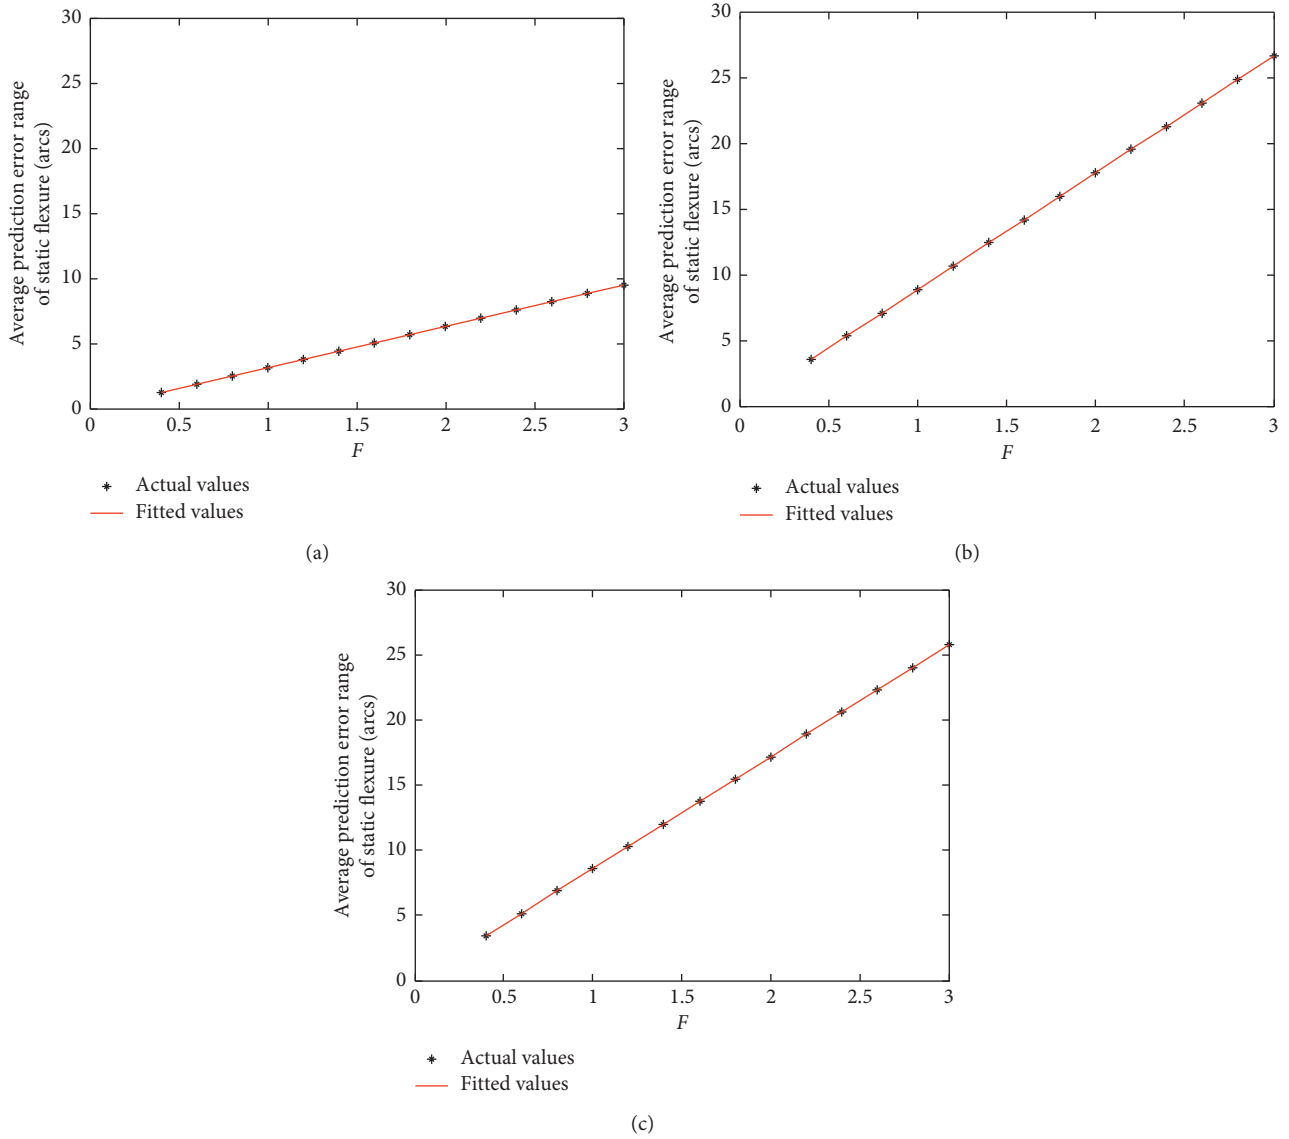 30
25
20
15
10
5
0
Average prediction error range
of static flexure (arcs)
0 0.5 1 1.5 2 2.5 3
F
Actual values
Fitted values
(a)
30
25
20
15
10
5
0
Average prediction error range
of static flexure (arcs)
0 0.5 1 1.5 2 2.5 3
F
Actual values
Fitted values
(b)
30
25
20
15
10
5
0
Average prediction error range
of static flexure (arcs)
0 0.5 1 1.5 2 2.5 3
F
Actual values
Fitted values
(c)